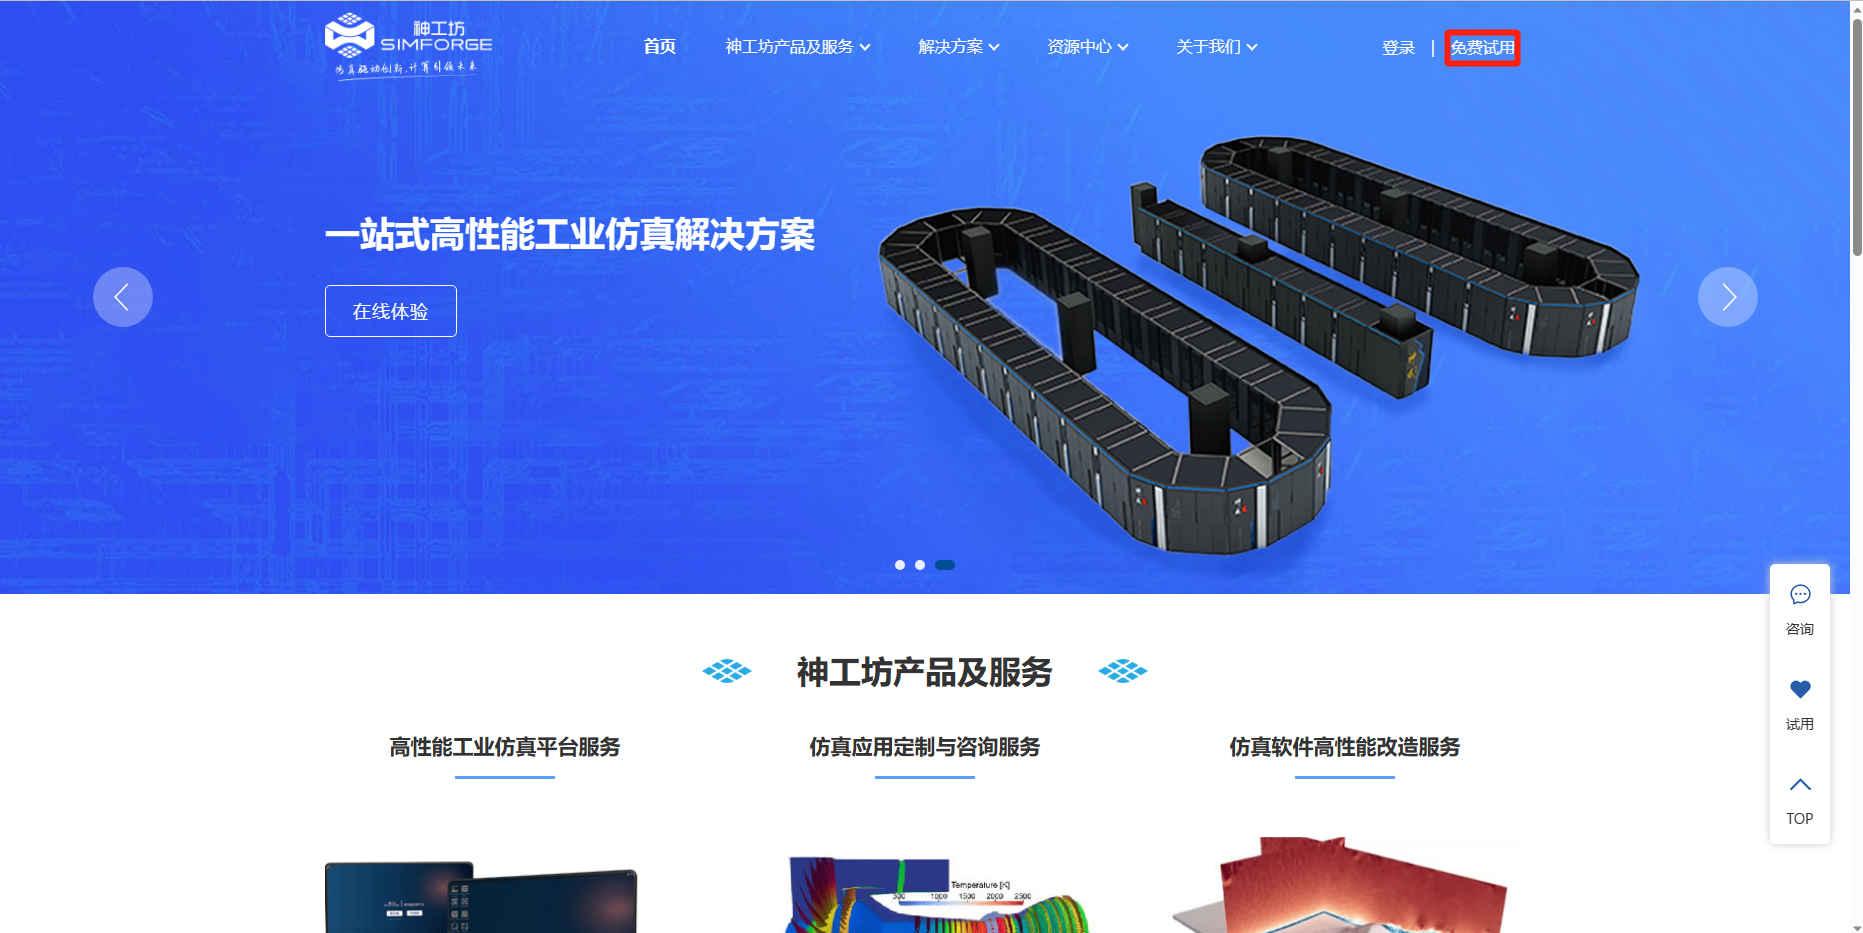 神工坊
SIMFORGE
仿真驱动创新,计算引领未来
首页
神工坊产品及服务
解决方案
资源中心
关于我们
登录 | 免费试用
一站式高性能工业仿真解决方案
在线体验
咨询
试用
TOP
神工坊产品及服务
高性能工业仿真平台服务
仿真应用定制与咨询服务
仿真软件高性能改造服务
Temperature [K]
500 1000 1500 2000 2500